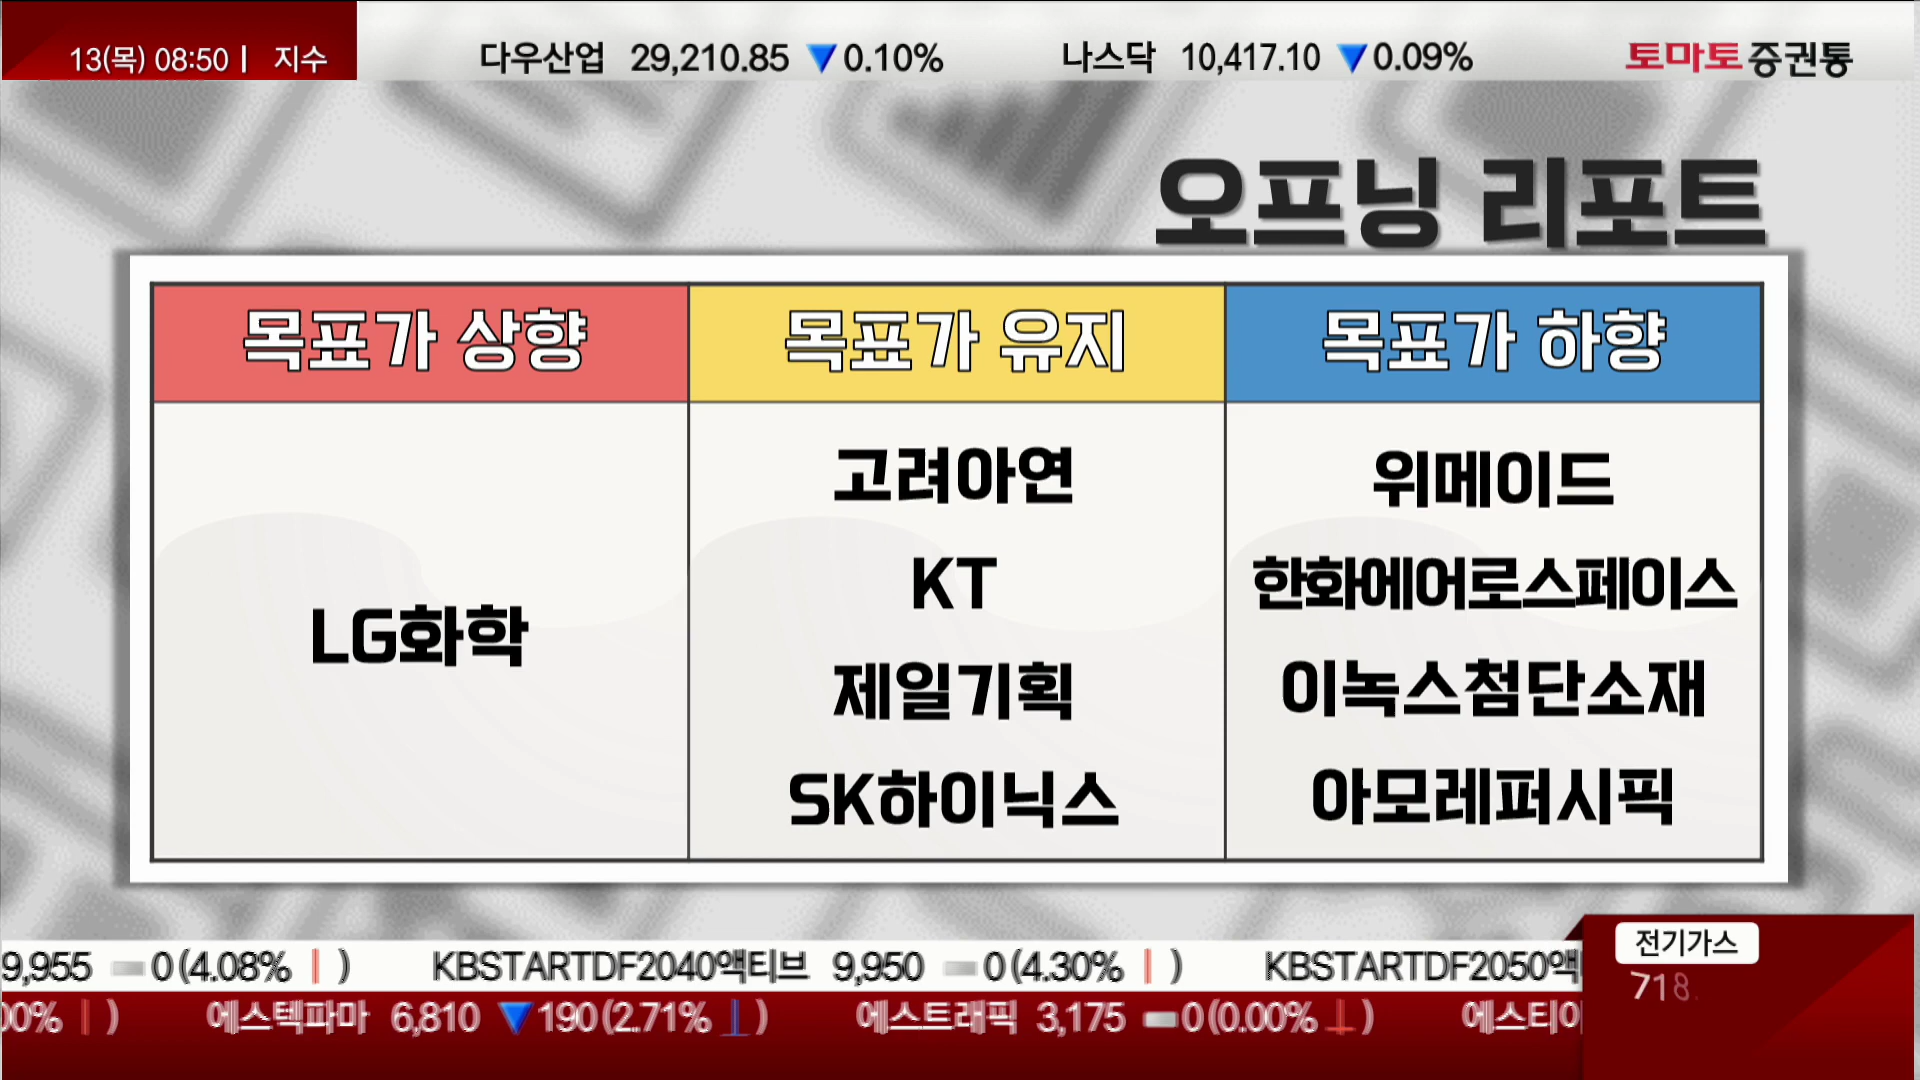 13(목) 08:50 | 지수 다우산업 29,210.85 ▼0.10% 나스닥 10,417.10 ▼0.09% 토마토증권통
오프닝 리포트
목표가 상향 목표가 유지 목표가 하향
LG화학
고려아연
KT
제일기획
SK하이닉스
위메이드
한화에어로스페이스
이녹스첨단소재
아모레퍼시픽
전기가스
718.
9,955 0(4.08% ) KBSTARTDF2040액티브 9,950 0(4.30% ) KBSTARTDF2050액
00% ) 에스텍파마 6,810 ▼190(2.71% ) 에스트래픽 3,175 0(0.00% ) 에스티아